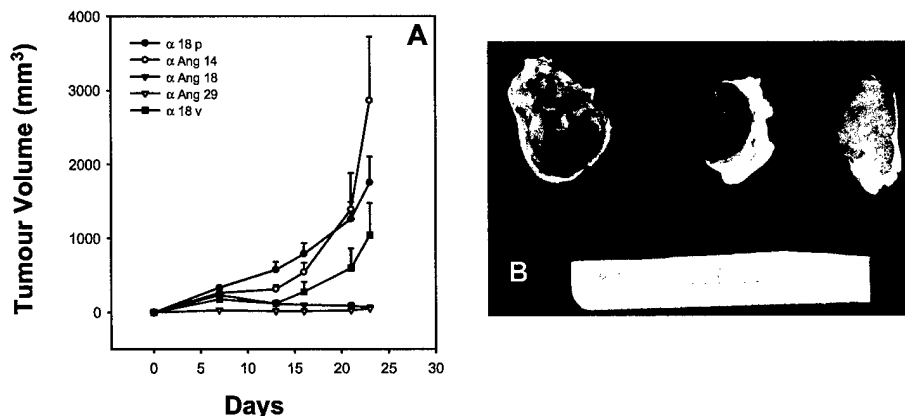 A
Tumour Volume (mm³)
4000
3000
2000
1000
0
α 18 p
α Ang 14
α Ang 18
α Ang 29
α 18 v
0 5 10 15 20 25 30
Days
B